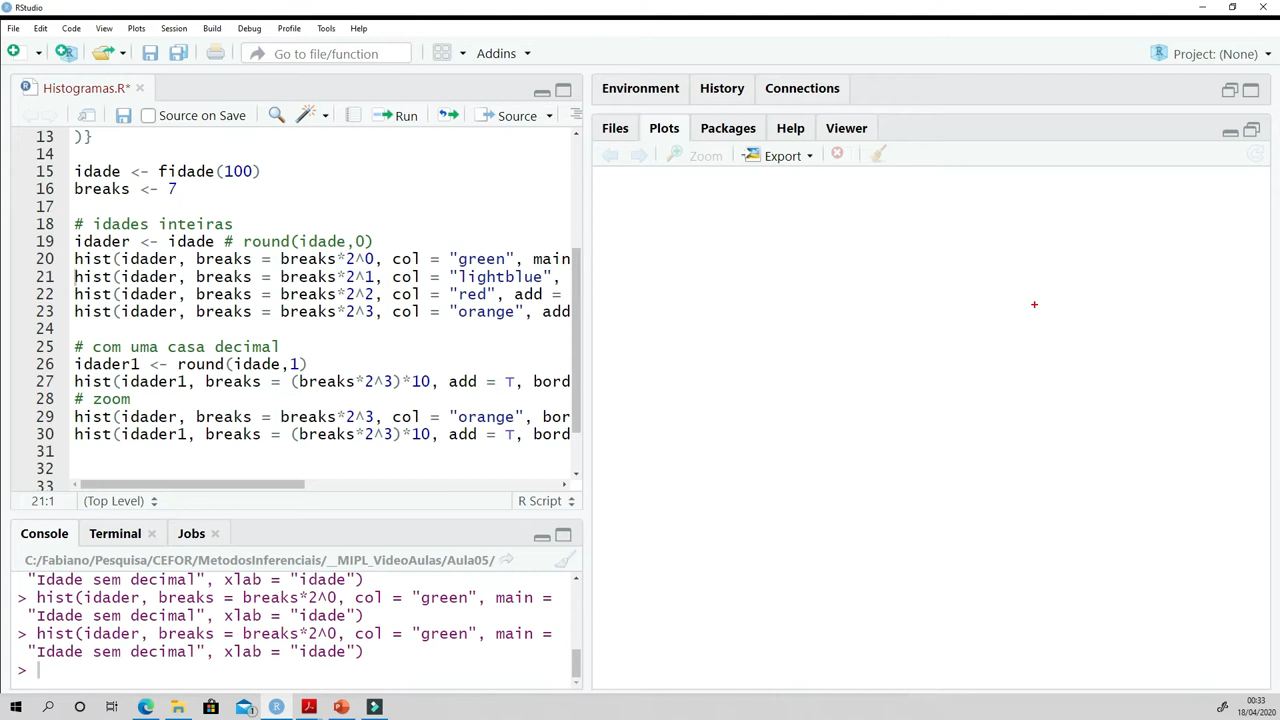 RStudio
File Edit Code View Plots Session Build Debug Profile Tools Help
Go to file/function Addins Project: (None)
Histogramas.R* Environment History Connections
Source on Save Run Source
Files Plots Packages Help Viewer
Zoom Export
13 )}
14
15 idade <- fidade(100)
16 breaks <- 7
17
18 # idades inteiras
19 idader <- idade # round(idade,0)
20 hist(idader, breaks = breaks*2^0, col = "green", main
21 hist(idader, breaks = breaks*2^1, col = "lightblue",
22 hist(idader, breaks = breaks*2^2, col = "red", add =
23 hist(idader, breaks = breaks*2^3, col = "orange", add
24
25 # com uma casa decimal
26 idader1 <- round(idade,1)
27 hist(idader1, breaks = (breaks*2^3)*10, add = T, bord
28 # zoom
29 hist(idader, breaks = breaks*2^3, col = "orange", bor
30 hist(idader1, breaks = (breaks*2^3)*10, add = T, bord
31
32
33
21:1 (Top Level) R Script
Console Terminal Jobs
C:/Fabiano/Pesquisa/CEFOR/MetodosInferenciais/__MIPL_VideoAulas/Aula05/
"Idade sem decimal", xlab = "idade")
> hist(idader, breaks = breaks*2^0, col = "green", main =
"Idade sem decimal", xlab = "idade")
> hist(idader, breaks = breaks*2^0, col = "green", main =
"Idade sem decimal", xlab = "idade")
>
00:33
18/04/2020